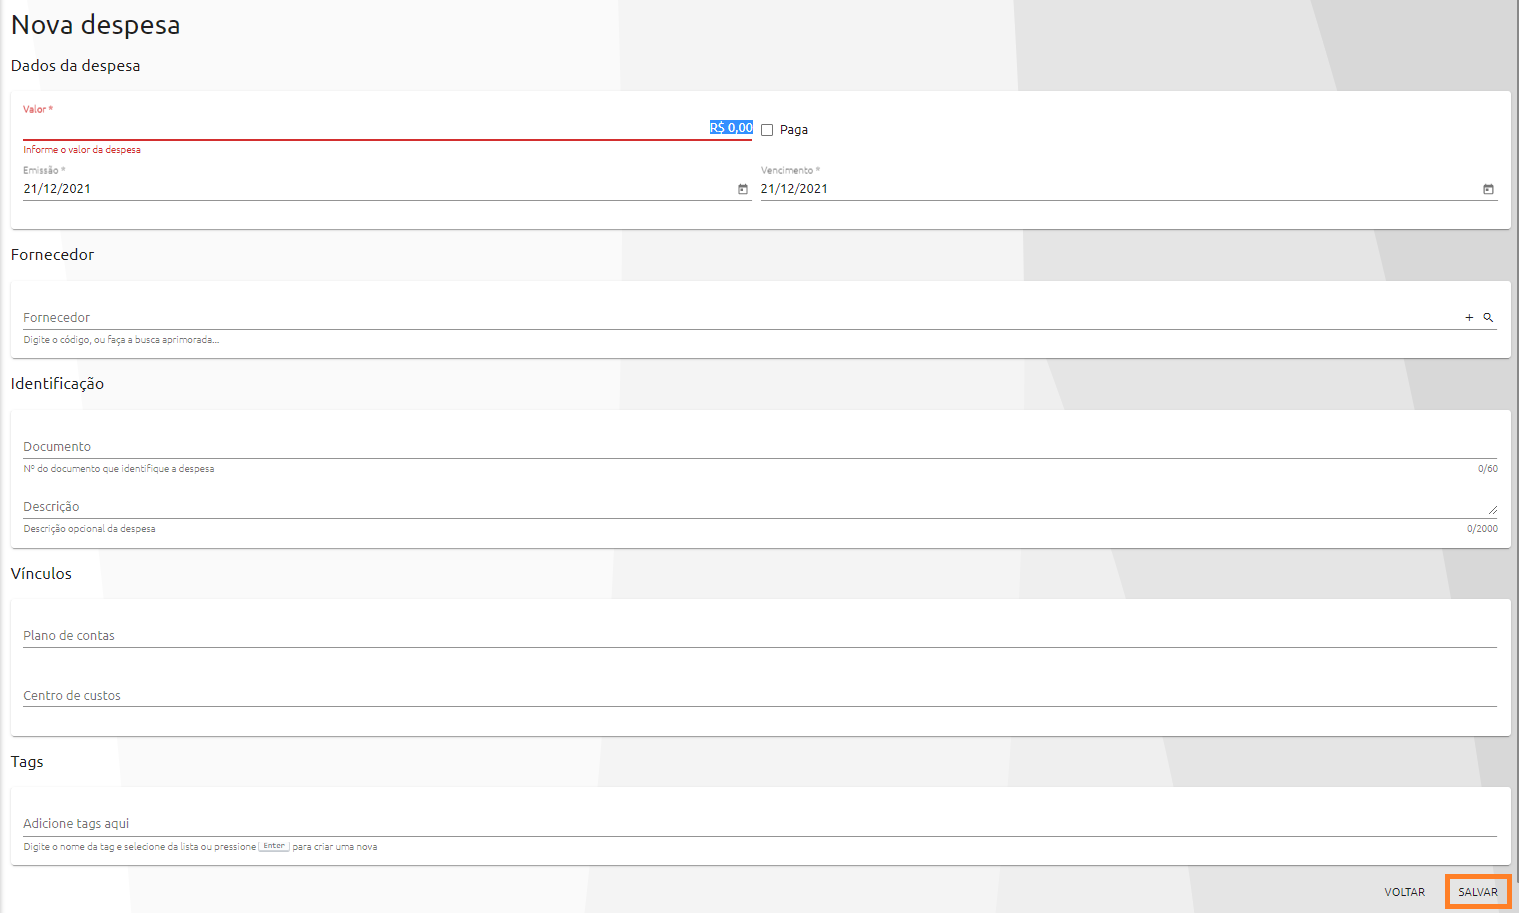 Nova despesa
Dados da despesa
Valor *
R$ 0,00 Paga
Informe o valor da despesa
Emissão * Vencimento *
21/12/2021 21/12/2021
Fornecedor
Fornecedor +
Digite o código, ou faça a busca aprimorada...
Identificação
Documento
Nº do documento que identifique a despesa 0/60
Descrição
Descrição opcional da despesa 0/2000
Vínculos
Plano de contas
Centro de custos
Tags
Adicione tags aqui
Digite o nome da tag e selecione da lista ou pressione Enter para criar uma nova
VOLTAR SALVAR